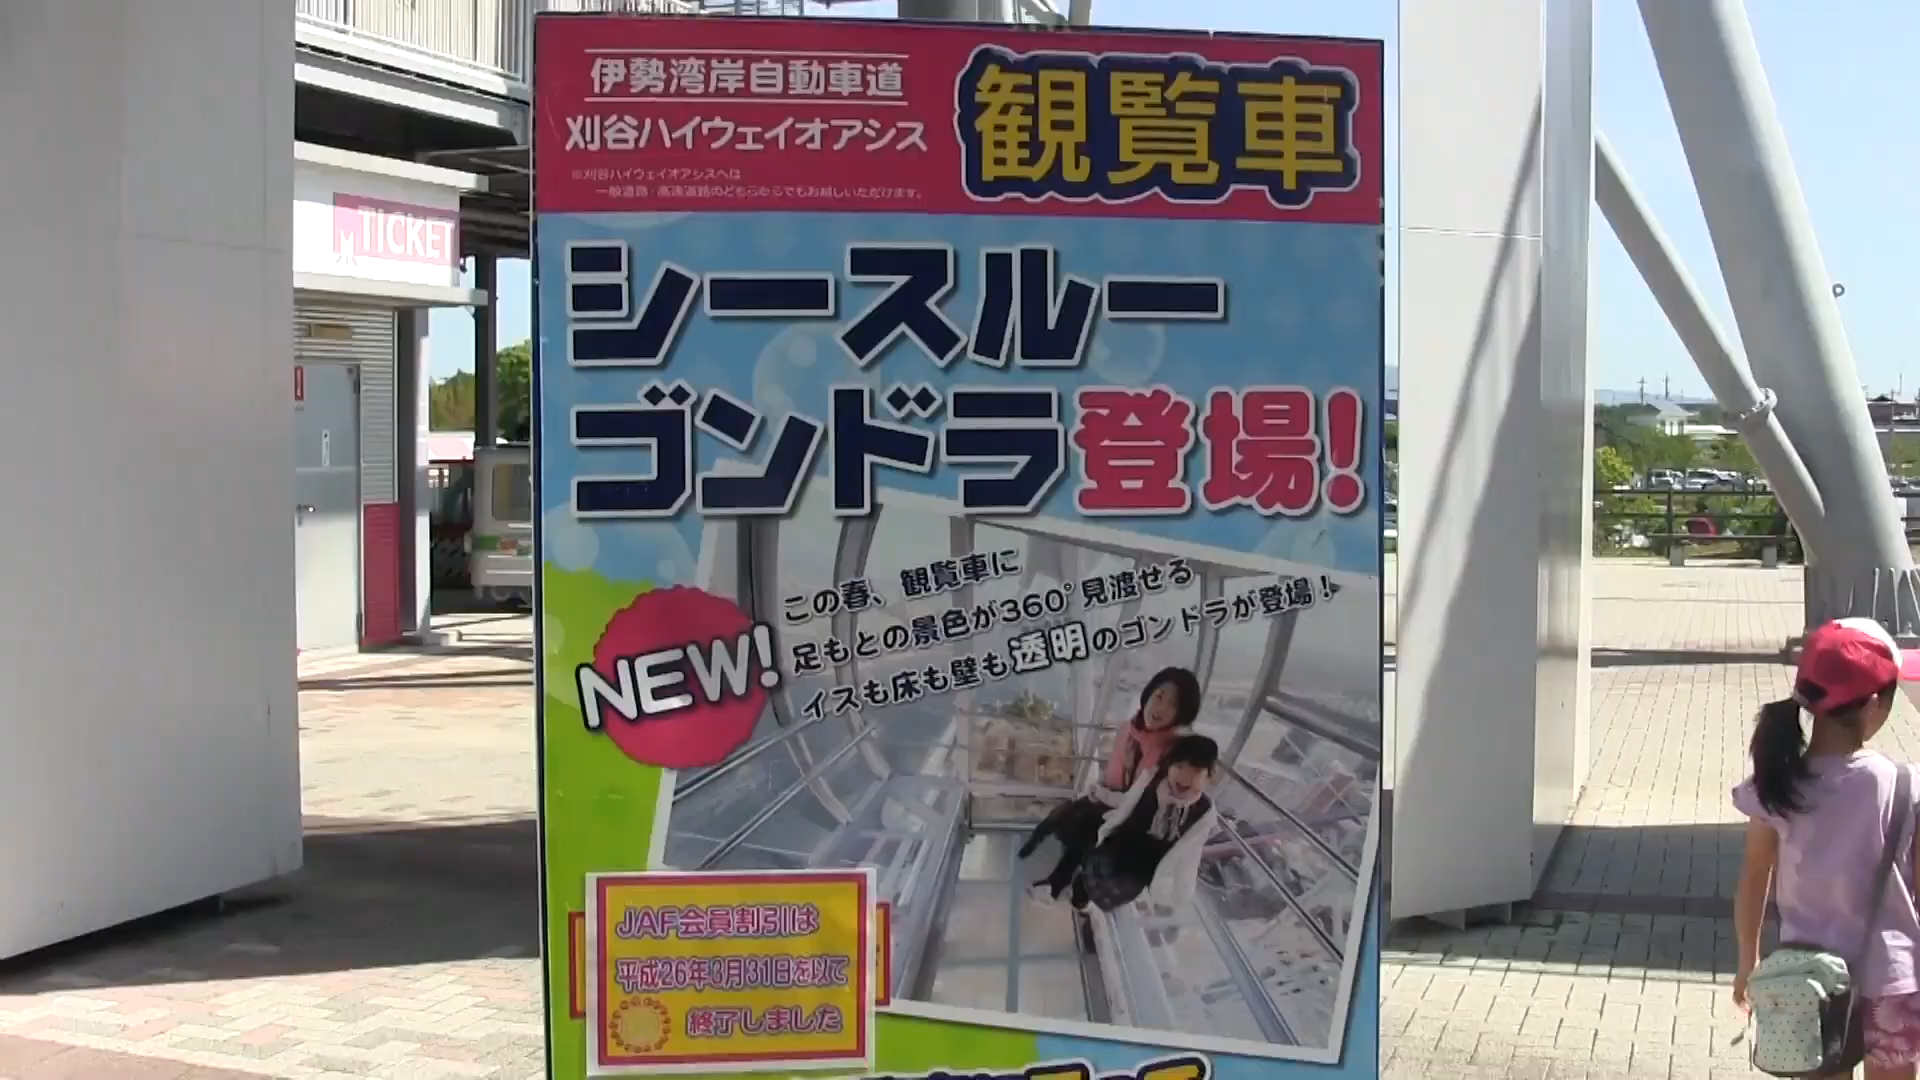 伊勢湾岸自動車道
刈谷ハイウェイオアシス
※刈谷ハイウェイオアシスへは
一般道路・高速道路のどちらからでもお越しいただけます。
観覧車
TICKET
シースルー
ゴンドラ登場!
NEW!
この春、観覧車に
足もとの景色が360°見渡せる
イスも床も壁も透明のゴンドラが登場!
JAF会員割引は
平成26年3月31日を以て
終了しました